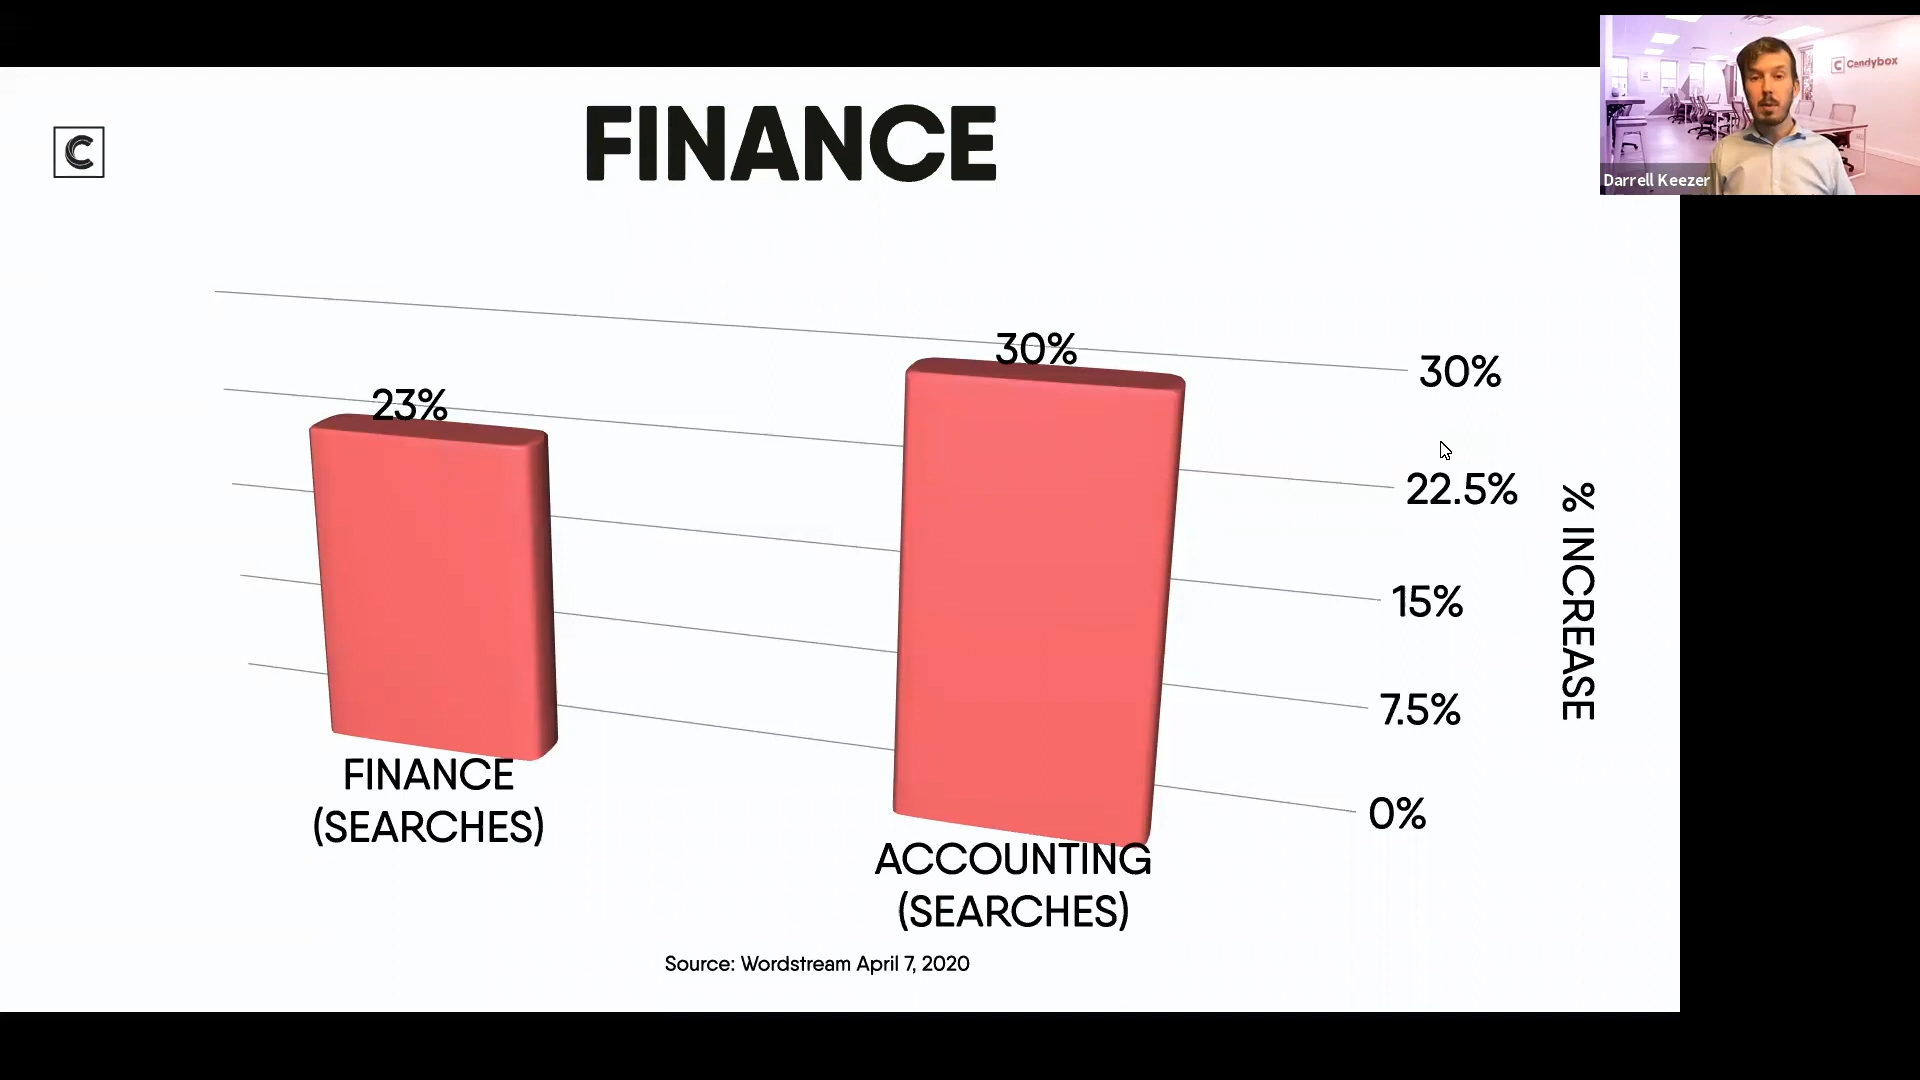 FINANCE
C
C Candybox
Darrell Keezer
23%
30%
30%
22.5%
15%
7.5%
0%
% INCREASE
FINANCE
(SEARCHES)
ACCOUNTING
(SEARCHES)
Source: Wordstream April 7, 2020